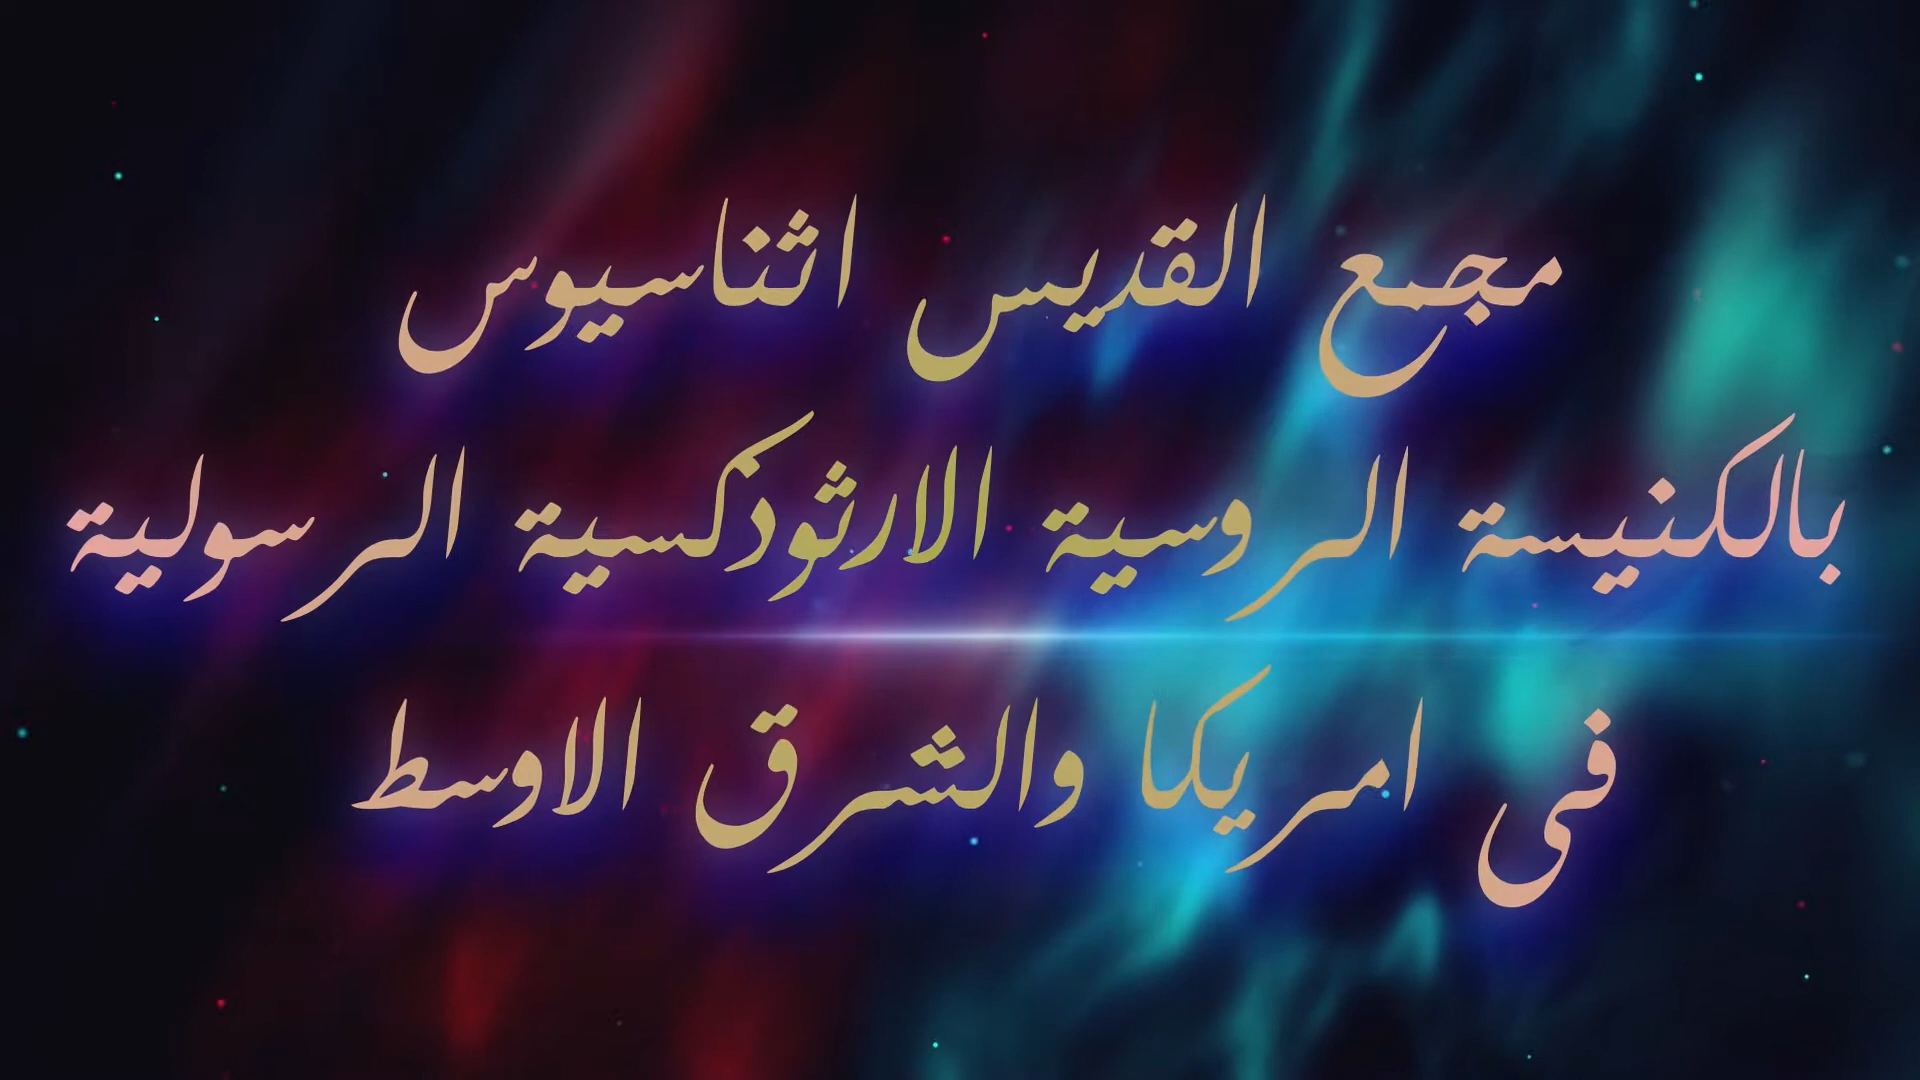 مجمع القديس اثناسيوس
بالكنيسة الروسية الارثوذكسية الرسولية
فى امريكا والشرق الاوسط